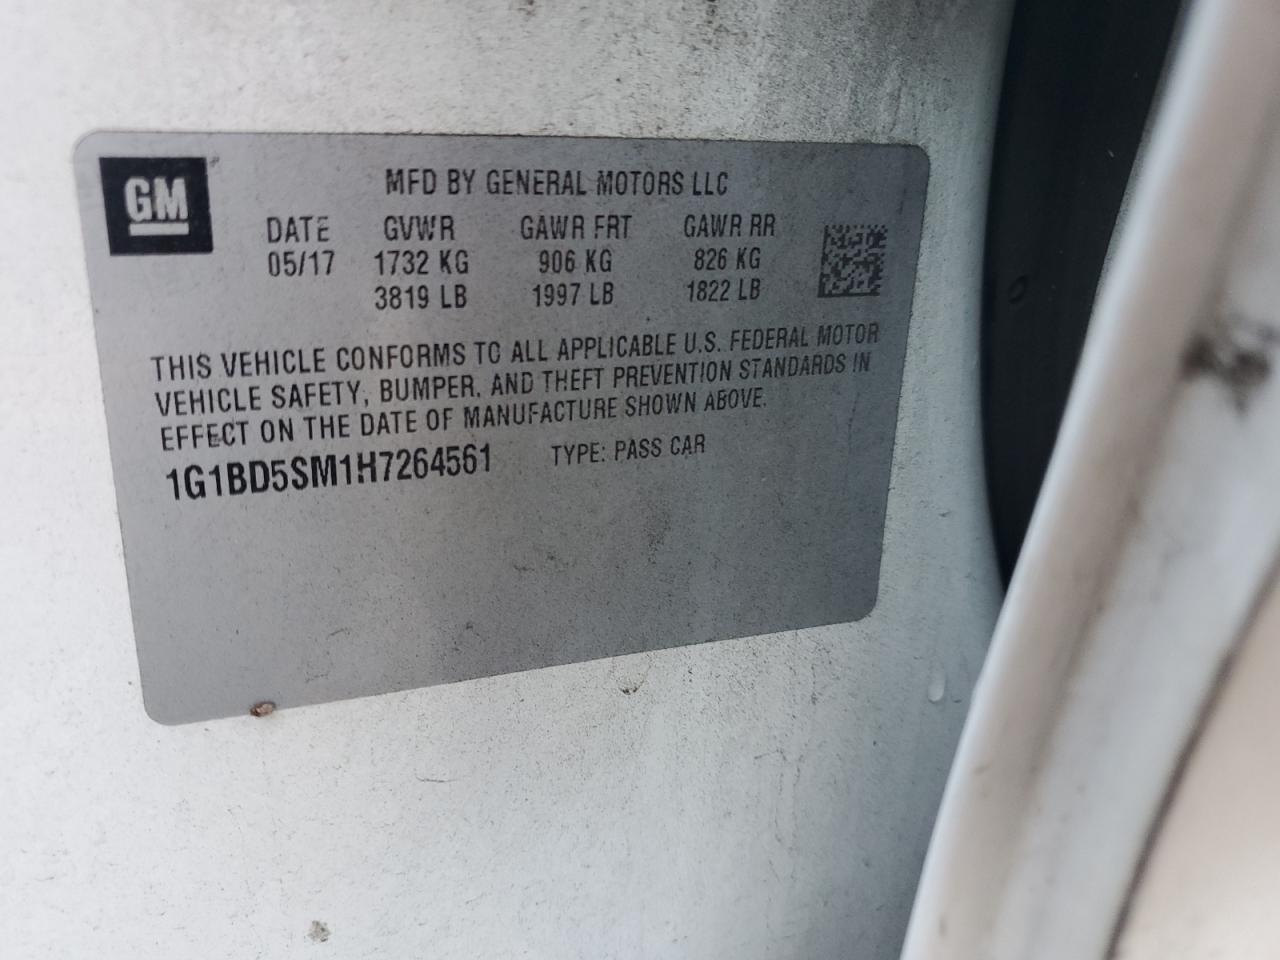 GM
MFD BY GENERAL MOTORS LLC
DATE GVWR GAWR FRT GAWR RR
05/17 1732 KG 906 KG 826 KG
3819 LB 1997 LB 1822 LB
THIS VEHICLE CONFORMS TO ALL APPLICABLE U.S. FEDERAL MOTOR
VEHICLE SAFETY, BUMPER, AND THEFT PREVENTION STANDARDS IN
EFFECT ON THE DATE OF MANUFACTURE SHOWN ABOVE.
1G1BD5SM1H7264561 TYPE: PASS CAR